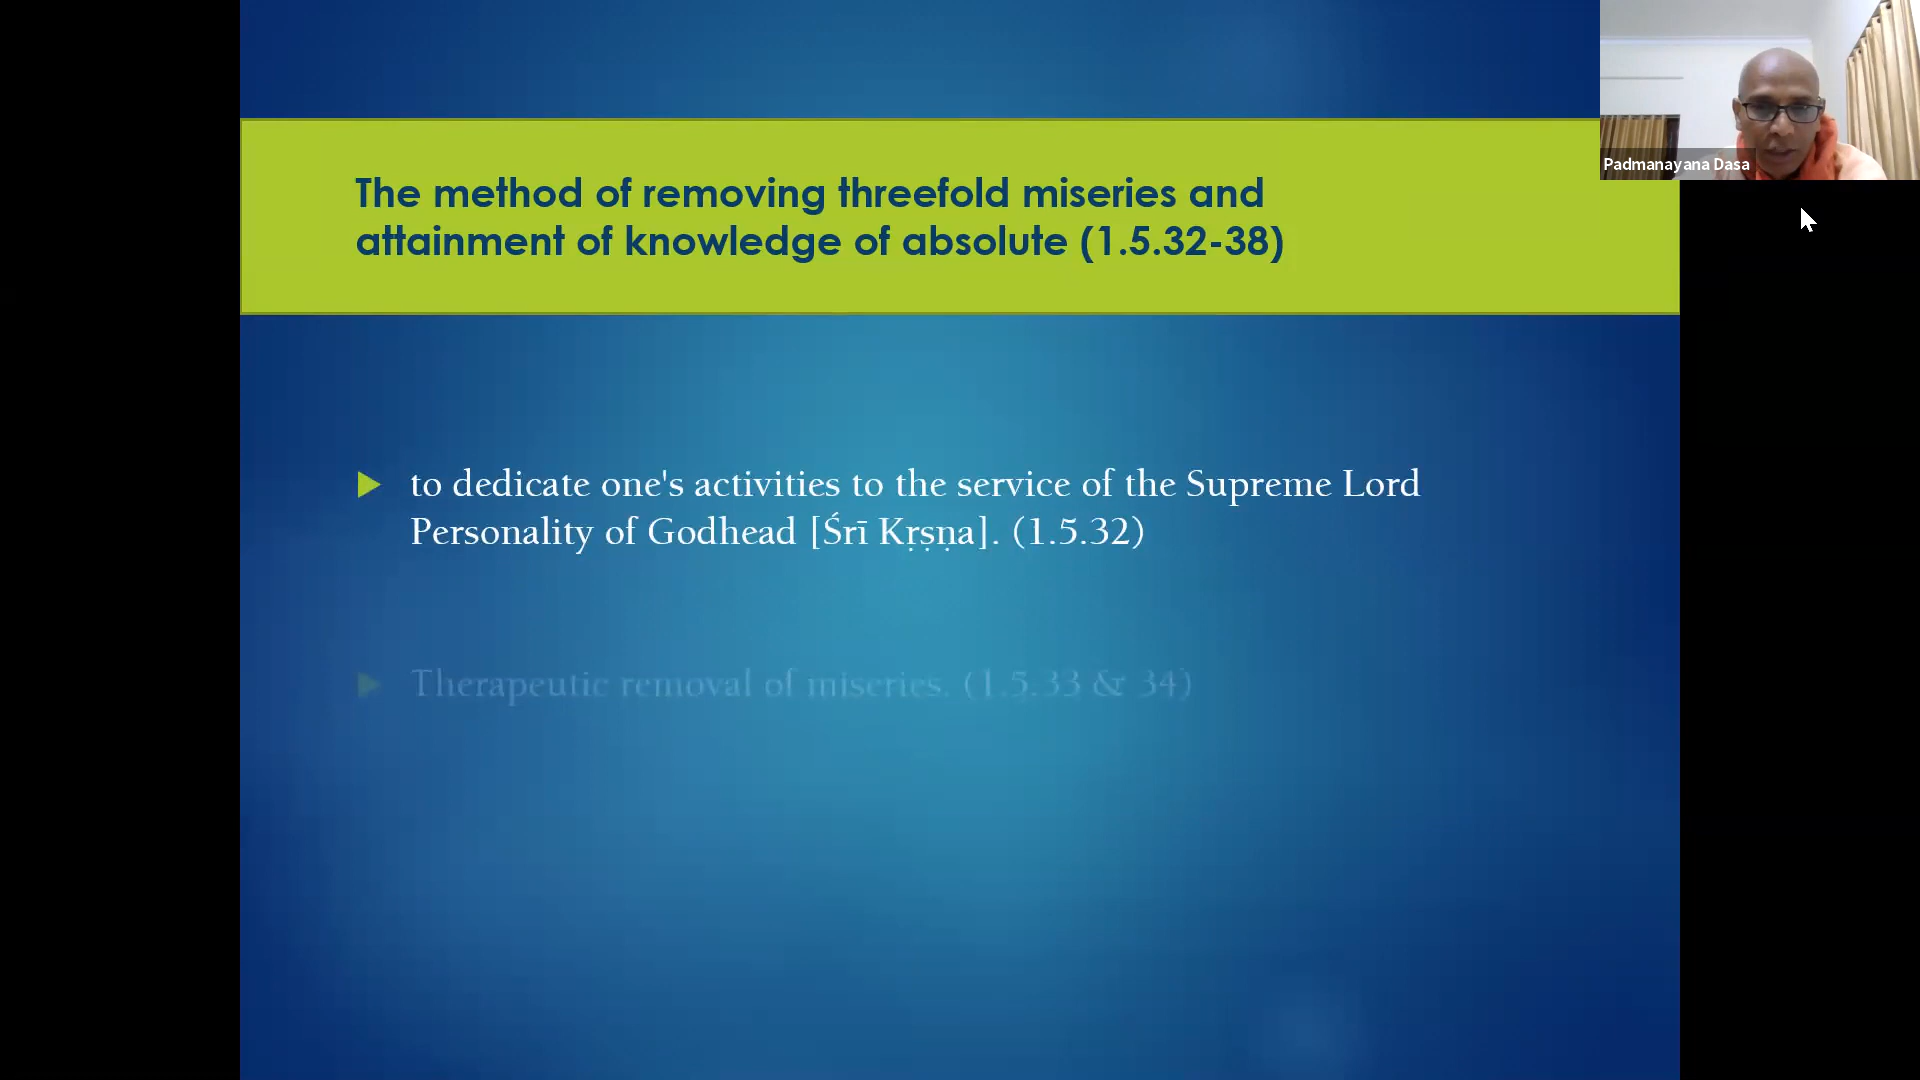 The method of removing threefold miseries and
attainment of knowledge of absolute (1.5.32-38)
Padmanayana Dasa
to dedicate one's activities to the service of the Supreme Lord
Personality of Godhead [Śrī Kṛṣṇa]. (1.5.32)
Therapeutic removal of miseries. (1.5.33 & 34)